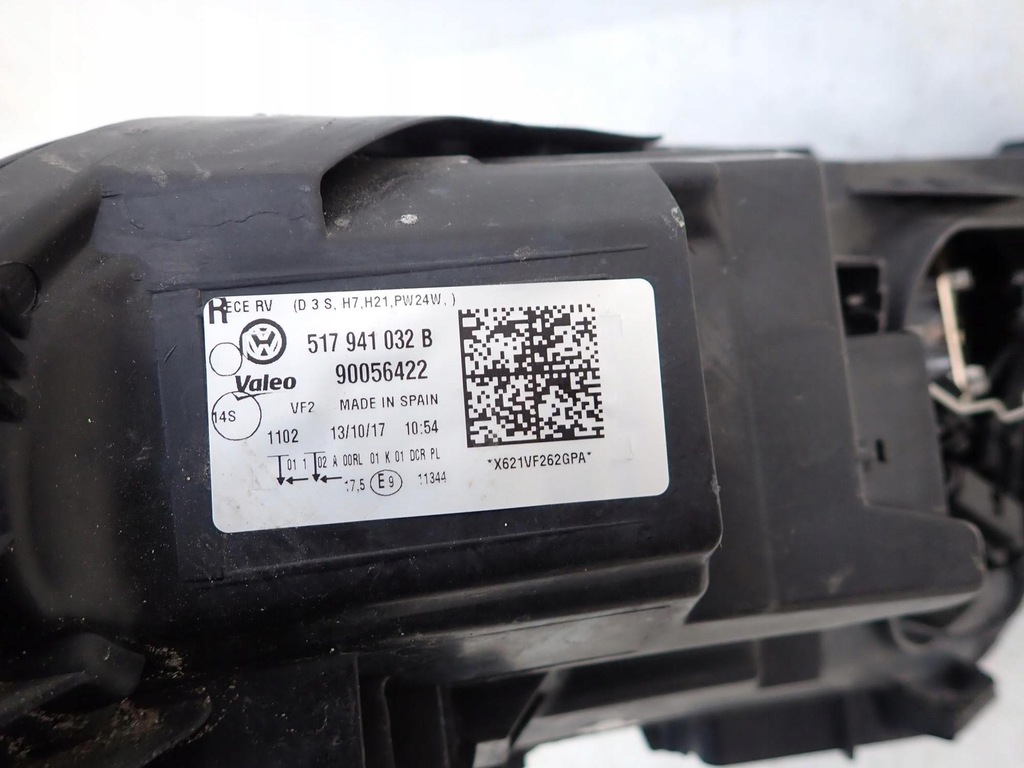 R ECE RV (D 3 S, H7,H21,PW24W, )
517 941 032 B
Valeo 90056422
14S VF2 MADE IN SPAIN
1102 13/10/17 10:54
01 1 02 A 00RL 01 K 01 DCR PL
17,5 E9 11344
*X621VF262GPA*